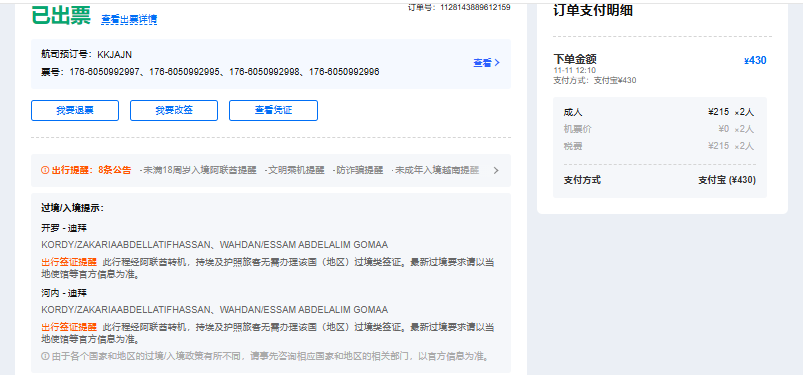 已出票 查看出票详情
订单号：1128143889612159
航司预订号：KKJAJN
票号：176-6050992997、176-6050992995、176-6050992998、176-6050992996
查看 >
我要退票 我要改签 查看凭证
出行提醒：8条公告 ·未满18周岁入境阿联酋提醒 ·文明乘机提醒 ·防诈骗提醒 ·未成年入境越南提醒 >
过境/入境提示：
开罗 - 迪拜
KORDY/ZAKARIAABDELLATIFHASSAN、WAHDAN/ESSAM ABDELALIM GOMAA
出行签证提醒 此行程经阿联酋转机，持埃及护照旅客无需办理该国（地区）过境类签证。最新过境要求请以当
地使馆等官方信息为准。
河内 - 迪拜
KORDY/ZAKARIAABDELLATIFHASSAN、WAHDAN/ESSAM ABDELALIM GOMAA
出行签证提醒 此行程经阿联酋转机，持埃及护照旅客无需办理该国（地区）过境类签证。最新过境要求请以当
地使馆等官方信息为准。
由于各个国家和地区的过境/入境政策有所不同，请事先咨询相应国家和地区的相关部门，以官方信息为准。
订单支付明细
下单金额 ¥430
11-11 12:10
支付方式：支付宝¥430
成人 ¥215 ×2人
机票价 ¥0 ×2人
税费 ¥215 ×2人
支付方式 支付宝 (¥430)